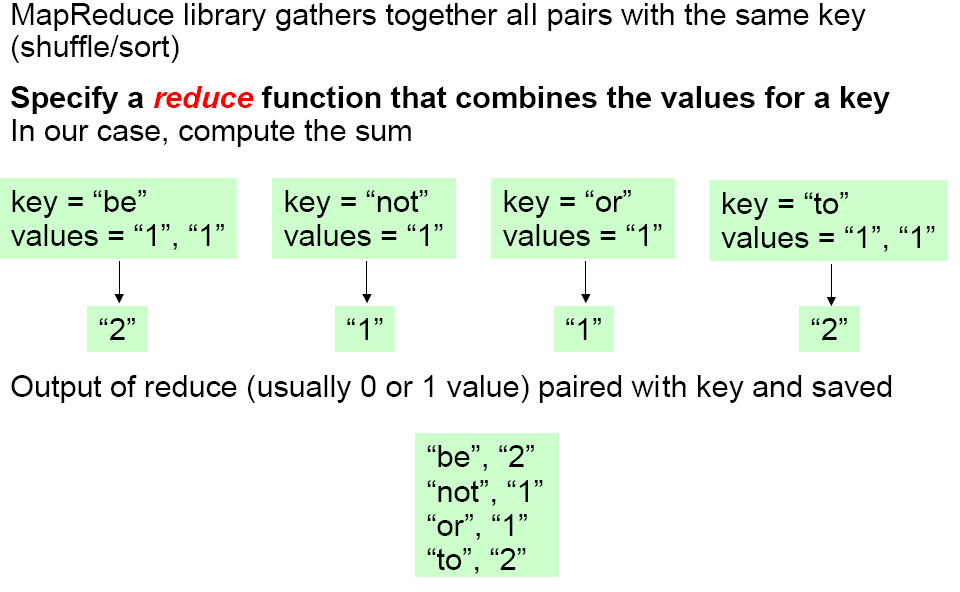 MapReduce library gathers together all pairs with the same key
(shuffle/sort)
Specify a reduce function that combines the values for a key
In our case, compute the sum
key = “be”
values = “1”, “1”
key = “not”
values = “1”
key = “or”
values = “1”
key = “to”
values = “1”, “1”
“2”
“1”
“1”
“2”
Output of reduce (usually 0 or 1 value) paired with key and saved
“be”, “2”
“not”, “1”
“or”, “1”
“to”, “2”